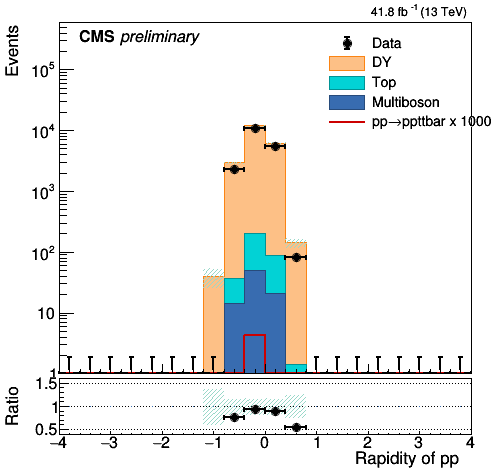 41.8 fb⁻¹ (13 TeV)
CMS preliminary
Events
Data
DY
Top
Multiboson
pp→ppttbar x 1000
10⁵
10⁴
10³
10²
10
1
Ratio
1.5
1
0.5
−4 −3 −2 −1 0 1 2 3 4
Rapidity of pp